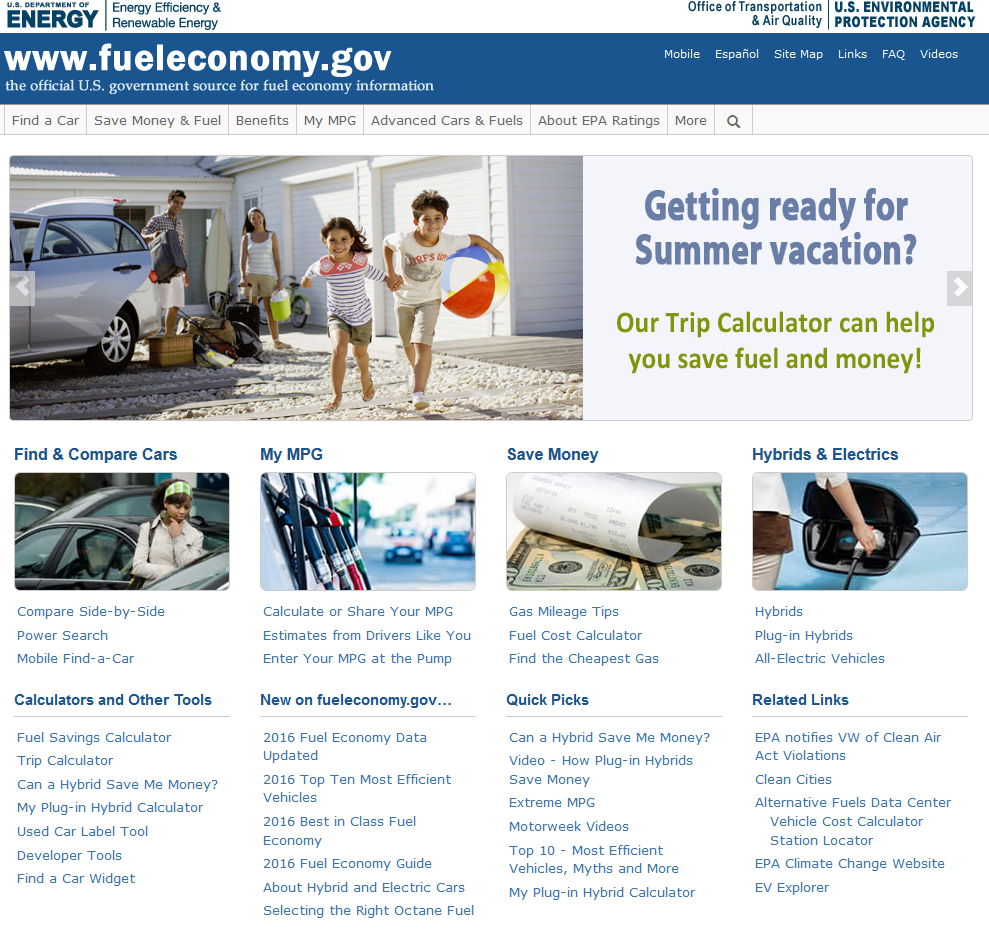 U.S. DEPARTMENT OF
ENERGY
Energy Efficiency &
Renewable Energy
Office of Transportation
& Air Quality
U.S. ENVIRONMENTAL
PROTECTION AGENCY
www.fueleconomy.gov
the official U.S. government source for fuel economy information
Mobile Español Site Map Links FAQ Videos
Find a Car Save Money & Fuel Benefits My MPG Advanced Cars & Fuels About EPA Ratings More
Getting ready for
Summer vacation?
Our Trip Calculator can help
you save fuel and money!
Find & Compare Cars
Compare Side-by-Side
Power Search
Mobile Find-a-Car
My MPG
Calculate or Share Your MPG
Estimates from Drivers Like You
Enter Your MPG at the Pump
Save Money
Gas Mileage Tips
Fuel Cost Calculator
Find the Cheapest Gas
Hybrids & Electrics
Hybrids
Plug-in Hybrids
All-Electric Vehicles
Calculators and Other Tools
Fuel Savings Calculator
Trip Calculator
Can a Hybrid Save Me Money?
My Plug-in Hybrid Calculator
Used Car Label Tool
Developer Tools
Find a Car Widget
New on fueleconomy.gov...
2016 Fuel Economy Data
Updated
2016 Top Ten Most Efficient
Vehicles
2016 Best in Class Fuel
Economy
2016 Fuel Economy Guide
About Hybrid and Electric Cars
Selecting the Right Octane Fuel
Quick Picks
Can a Hybrid Save Me Money?
Video - How Plug-in Hybrids
Save Money
Extreme MPG
Motorweek Videos
Top 10 - Most Efficient
Vehicles, Myths and More
My Plug-in Hybrid Calculator
Related Links
EPA notifies VW of Clean Air
Act Violations
Clean Cities
Alternative Fuels Data Center
Vehicle Cost Calculator
Station Locator
EPA Climate Change Website
EV Explorer